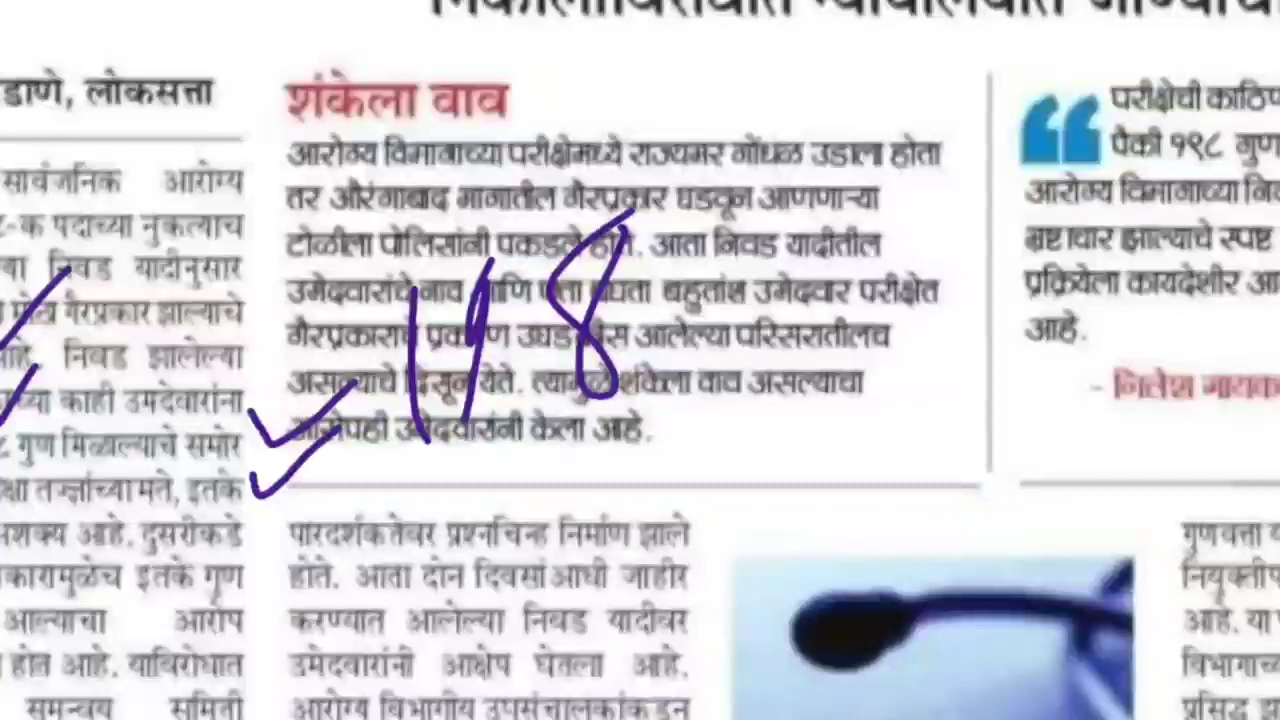 डाणे, लोकसत्ता
सार्वजनिक आरोग्य
-क पदाच्या नुकत्याच
निवड यादीनुसार
गैरप्रकार झाल्याचे
आहे. निवड झालेल्या
काही उमेदवारांना
गुण मिळाल्याचे समोर
तज्ज्ञांच्या मते, इतके
अशक्य आहे. दुसरीकडे
इतके गुण
आल्याचा आरोप
होत आहे. याविरोधात
समन्वय समिती
शंकेला वाव
आरोग्य विभागाच्या परीक्षेमध्ये राज्यभर गोंधळ उडाला होता
तर औरंगाबाद भागातील गैरप्रकार घडवून आणणाऱ्या
टोळीला पोलिसांनी पकडले होते. आता निवड यादीतील
उमेदवारांचे नाव आणि पत्ता बघता बहुतांश उमेदवार परीक्षेत
गैरप्रकाराचे प्रकरण उघडकीस आलेल्या परिसरातीलच
असल्याचे दिसून येते. त्यामुळे शंकेला वाव असल्याचा
आक्षेपही उमेदवारांनी केला आहे.
198
पारदर्शकतेवर प्रश्नचिन्ह निर्माण झाले
होते. आता दोन दिवसांआधी जाहीर
करण्यात आलेल्या निवड यादीवर
उमेदवारांनी आक्षेप घेतला आहे.
आरोग्य विभागीय उपसंचालकांकडून
❝ परीक्षेची काठिण
पैकी १९८ गुण
आरोग्य विभागाच्या नि
भ्रष्टाचार झाल्याचे स्पष्ट
प्रक्रियेला कायदेशीर आ
आहे.
- निलेश गायक
गुणवत्ता
नियुक्तीप
आहे. या
विभागाच्य
प्रसिद्ध